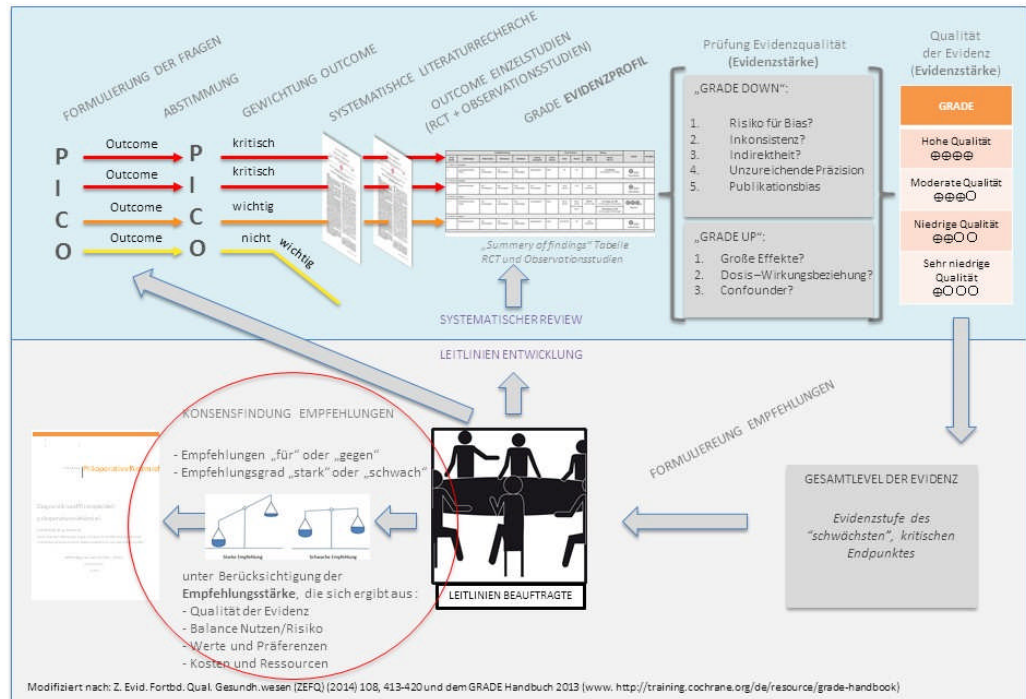 FORMULIERUNG DER FRAGEN
ABSTIMMUNG
GEWICHTUNG OUTCOME
SYSTEMATISHCE LITERATURRECHERCHE
OUTCOME EINZELSTUDIEN
(RCT + OBSERVATIONSSTUDIEN)
GRADE EVIDENZPROFIL
P Outcome P kritisch
I Outcome I kritisch
C Outcome C wichtig
O Outcome O nicht wichtig
„Summery of findings“ Tabelle
RCT und Observationsstudien
Prüfung Evidenzqualität
(Evidenzstärke)
„GRADE DOWN“:
1. Risiko für Bias?
2. Inkonsistenz?
3. Indirektheit?
4. Unzureichende Präzision
5. Publikationsbias
„GRADE UP“:
1. Große Effekte?
2. Dosis–Wirkungsbeziehung?
3. Confounder?
Qualität
der Evidenz
(Evidenzstärke)
GRADE
Hohe Qualität
⊕⊕⊕⊕
Moderate Qualität
⊕⊕⊕O
Niedrige Qualität
⊕⊕OO
Sehr niedrige
Qualität
⊕OOO
SYSTEMATISCHER REVIEW
LEITLINIEN ENTWICKLUNG
KONSENSFINDUNG EMPFEHLUNGEN
- Empfehlungen „für“ oder „gegen“
- Empfehlungsgrad „stark“ oder „schwach“
Starke Empfehlung
Schwache Empfehlung
unter Berücksichtigung der
Empfehlungsstärke, die sich ergibt aus:
- Qualität der Evidenz
- Balance Nutzen/Risiko
- Werte und Präferenzen
- Kosten und Ressourcen
LEITLINIEN BEAUFTRAGTE
FORMULIEREUNG EMPFEHLUNGEN
GESAMTLEVEL DER EVIDENZ
Evidenzstufe des
“schwächsten”, kritischen
Endpunktes
Modifiziert nach: Z. Evid. Fortbd. Qual. Gesundh.wesen (ZEFQ) (2014) 108, 413-420 und dem GRADE Handbuch 2013 (www. http://training.cochrane.org/de/resource/grade-handbook)